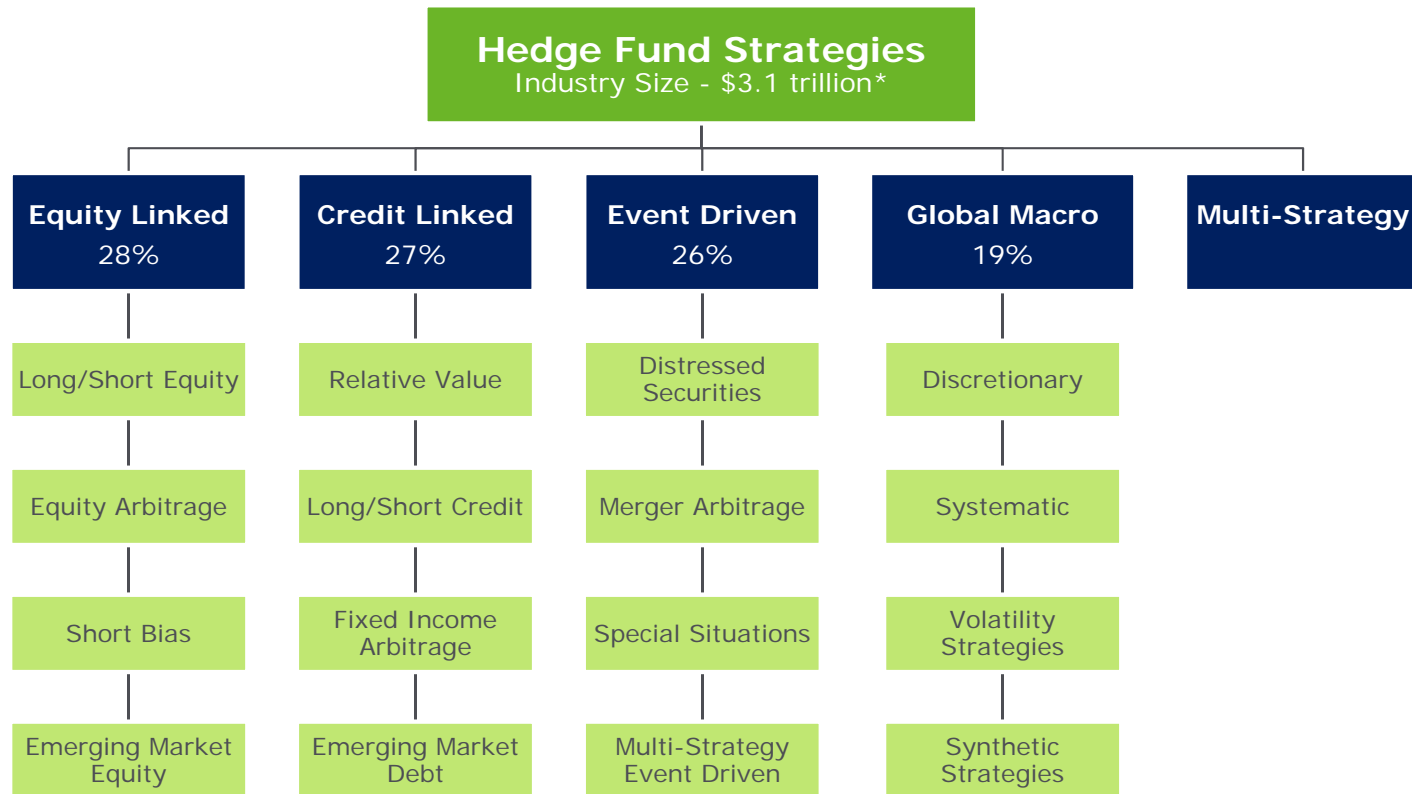 Hedge Fund Strategies
Industry Size - $3.1 trillion*
Equity Linked
28%
Credit Linked
27%
Event Driven
26%
Global Macro
19%
Multi-Strategy
Long/Short Equity
Relative Value
Distressed
Securities
Discretionary
Equity Arbitrage
Long/Short Credit
Merger Arbitrage
Systematic
Short Bias
Fixed Income
Arbitrage
Special Situations
Volatility
Strategies
Emerging Market
Equity
Emerging Market
Debt
Multi-Strategy
Event Driven
Synthetic
Strategies